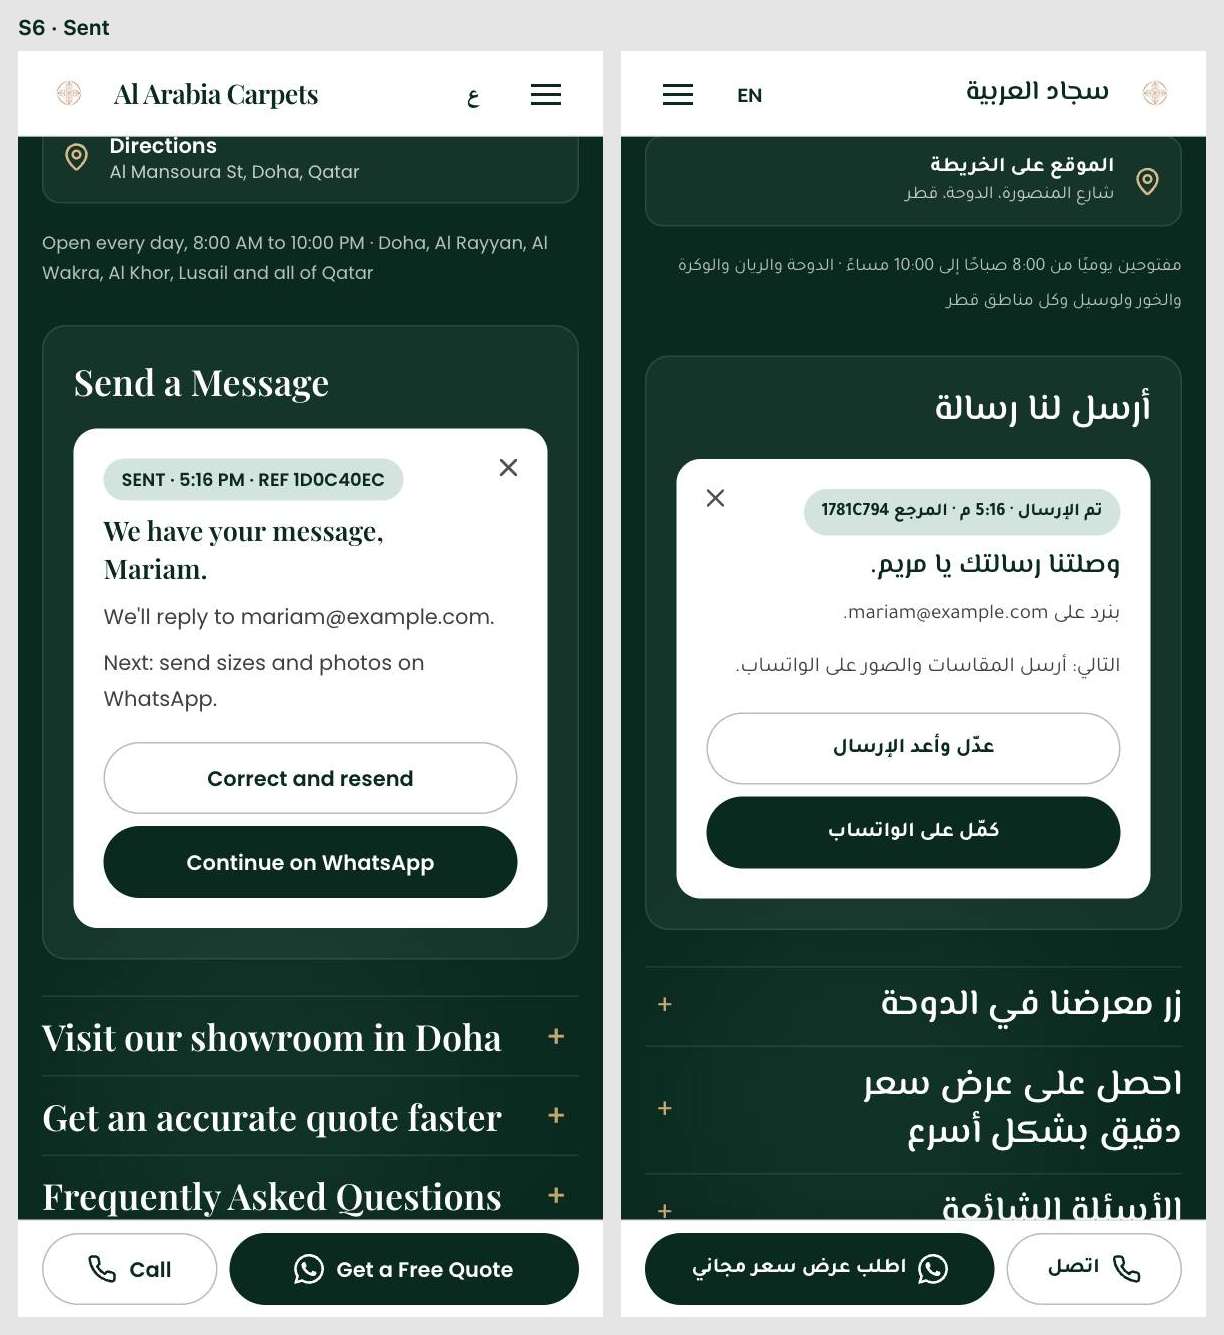 S6 · Sent
Al Arabia Carpets
ع
Directions
Al Mansoura St, Doha, Qatar
Open every day, 8:00 AM to 10:00 PM · Doha, Al Rayyan, Al
Wakra, Al Khor, Lusail and all of Qatar
Send a Message
SENT · 5:16 PM · REF 1D0C40EC
We have your message,
Mariam.
We'll reply to mariam@example.com.
Next: send sizes and photos on
WhatsApp.
Correct and resend
Continue on WhatsApp
Visit our showroom in Doha
Get an accurate quote faster
Frequently Asked Questions
Call
Get a Free Quote
سجاد العربية
EN
الموقع على الخريطة
شارع المنصورة، الدوحة، قطر
مفتوحين يوميًا من 8:00 صباحًا إلى 10:00 مساءً · الدوحة والريان والوكرة
والخور ولوسيل وكل مناطق قطر
أرسل لنا رسالة
تم الإرسال · 5:16 م · المرجع 1781C794
وصلتنا رسالتك يا مريم.
بنرد على mariam@example.com.
التالي: أرسل المقاسات والصور على الواتساب.
عدّل وأعد الإرسال
كمّل على الواتساب
زر معرضنا في الدوحة
احصل على عرض سعر
دقيق بشكل أسرع
الأسئلة الشائعة
اتصل
اطلب عرض سعر مجاني